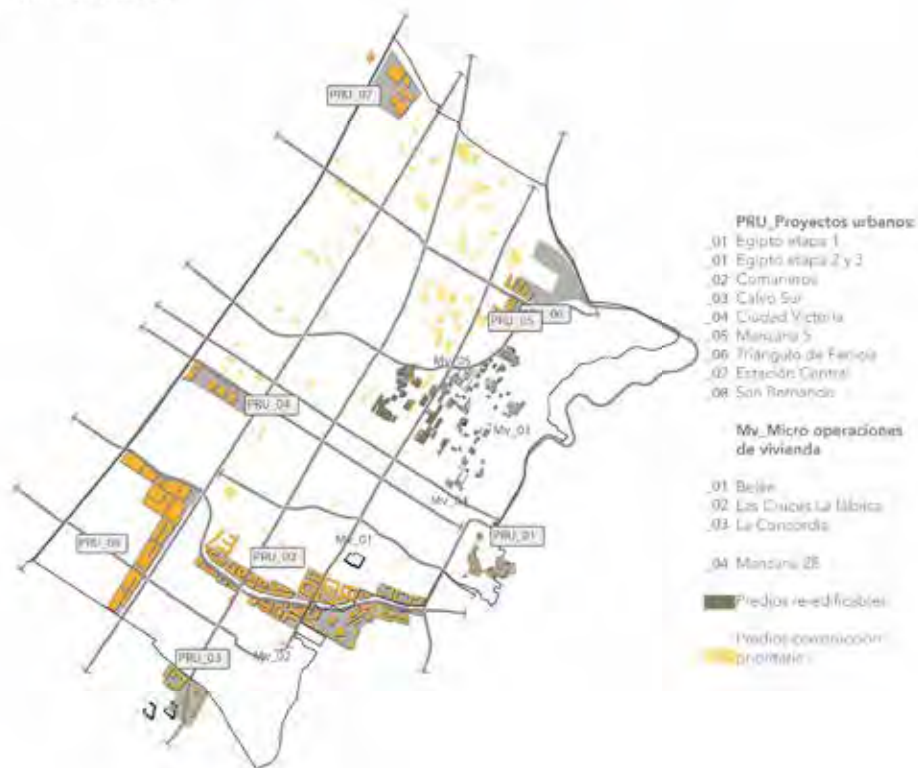 PRU_07
PRU_05
_06
Mv_05
PRU_04
Mv_03
Mv_04
PRU_01
Mv_01
PRU_02
PRU_03
Mv_02
PRU_Proyectos urbanos:
_01 Egipto etapa 1
_01 Egipto etapa 2 y 3
_02 Comuneros
_03 Calvo Sur
_04 Ciudad Victoria
_05 Manzana 5
_06 Triángulo de Fenicia
_07 Estación Central
_08 San Bernardo
Mv_Micro operaciones
de vivienda
_01 Belén
_02 Las Cruces La fábrica
_03 La Concordia
_04 Manzana 28
Predios re-edificables
Predios construcción
prioritario